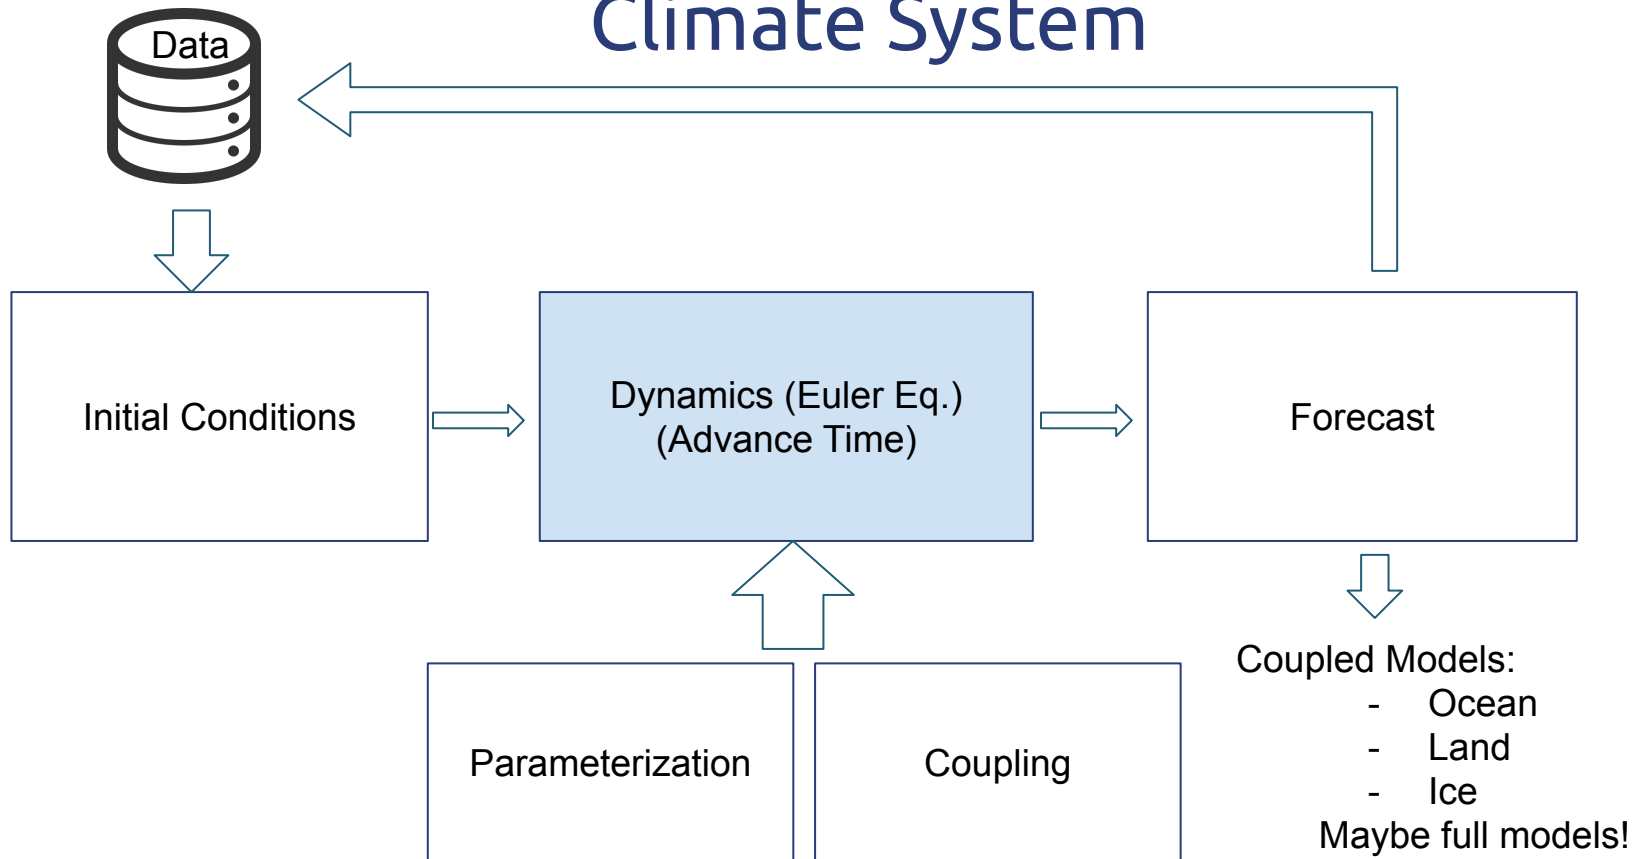 Climate System
Data
Initial Conditions
Dynamics (Euler Eq.)
(Advance Time)
Forecast
Parameterization
Coupling
Coupled Models:
- Ocean
- Land
- Ice
Maybe full models!